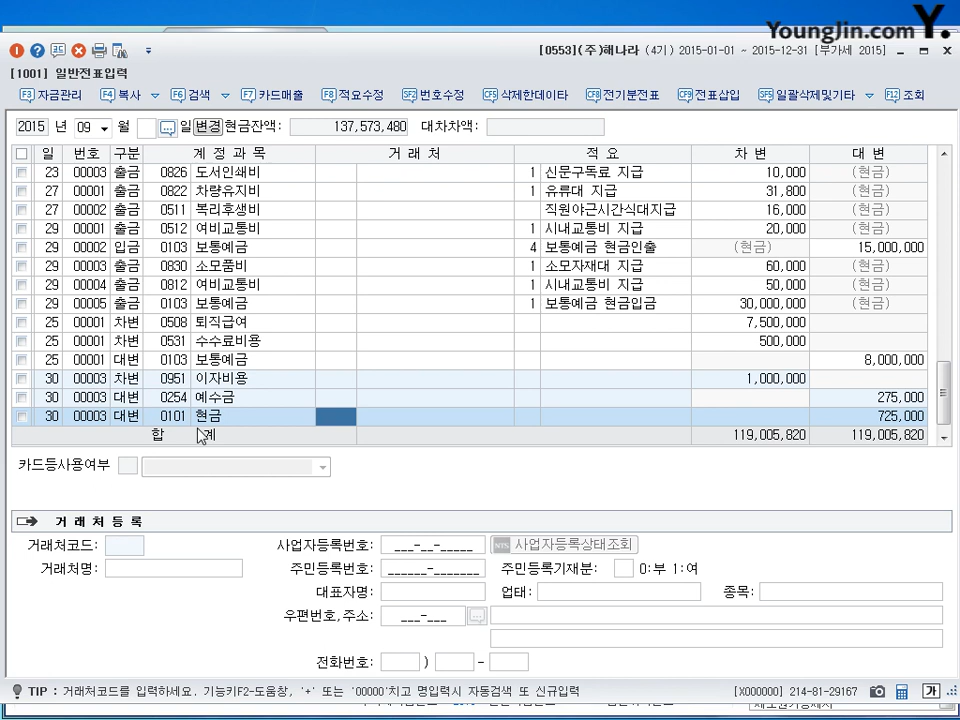 YoungJin.com Y.
[0553](주)해나라 (4기) 2015-01-01 ~ 2015-12-31 [부가세 2015]
[1001] 일반전표입력
F3 자금관리 F4 복사 F6 검색 F7 카드매출 F8 적요수정 SF2 번호수정 CF5 삭제한데이타 CF8 전기분전표 CF9 전표삽입 SF5 일괄삭제및기타 F12 조회
2015 년 09 월 일 변경 현금잔액: 137,573,480 대차차액:
일 번호 구분 계 정 과 목 거 래 처 적 요 차 변 대 변
23 00003 출금 0826 도서인쇄비 1 신문구독료 지급 10,000 (현금)
27 00001 출금 0822 차량유지비 1 유류대 지급 31,800 (현금)
27 00002 출금 0511 복리후생비 직원야근시간식대지급 16,000 (현금)
29 00001 출금 0512 여비교통비 1 시내교통비 지급 20,000 (현금)
29 00002 입금 0103 보통예금 4 보통예금 현금인출 (현금) 15,000,000
29 00003 출금 0830 소모품비 1 소모자재대 지급 60,000 (현금)
29 00004 출금 0812 여비교통비 1 시내교통비 지급 50,000 (현금)
29 00005 출금 0103 보통예금 1 보통예금 현금입금 30,000,000 (현금)
25 00001 차변 0508 퇴직급여 7,500,000
25 00001 차변 0531 수수료비용 500,000
25 00001 대변 0103 보통예금 8,000,000
30 00003 차변 0951 이자비용 1,000,000
30 00003 대변 0254 예수금 275,000
30 00003 대변 0101 현금 725,000
합 계 119,005,820 119,005,820
카드등사용여부
거 래 처 등 록
거래처코드: 사업자등록번호: ___-__-_____ NTS 사업자등록상태조회
거래처명: 주민등록번호: ______-_______ 주민등록기재분: 0:부 1:여
대표자명: 업태: 종목:
우편번호,주소: ___-___
전화번호: ) -
TIP : 거래처코드를 입력하세요. 기능키F2-도움창, '+' 또는 '00000'치고 명입력시 자동검색 또 신규입력 [X000000] 214-81-29167 가